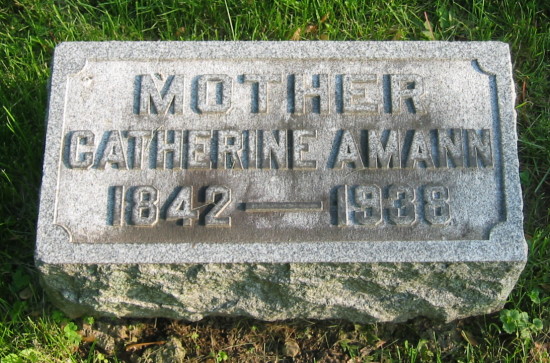 MOTHER
CATHERINE AMANN
1842 — 1938